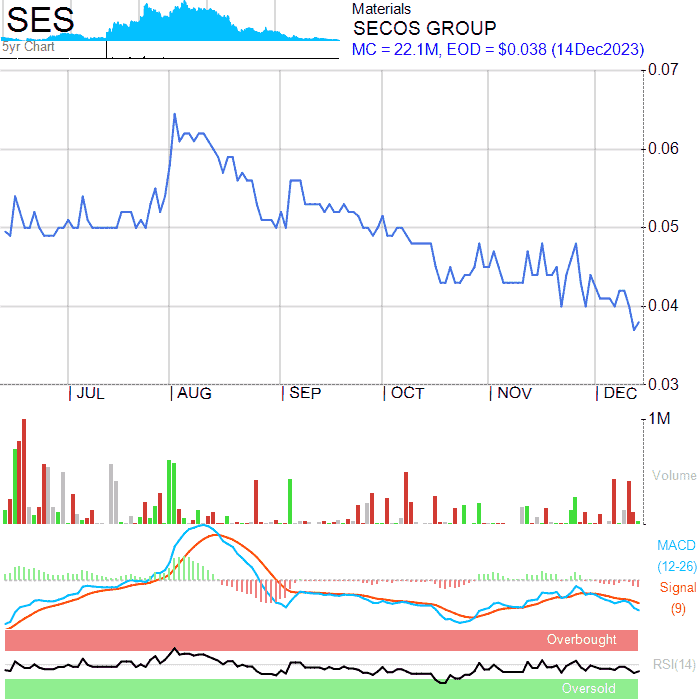 SES
5yr Chart
Materials
SECOS GROUP
MC = 22.1M, EOD = $0.038 (14Dec2023)
0.07
0.06
0.05
0.04
0.03
JUL AUG SEP OCT NOV DEC
1M
Volume
MACD
(12-26)
Signal
(9)
Overbought
RSI(14)
Oversold